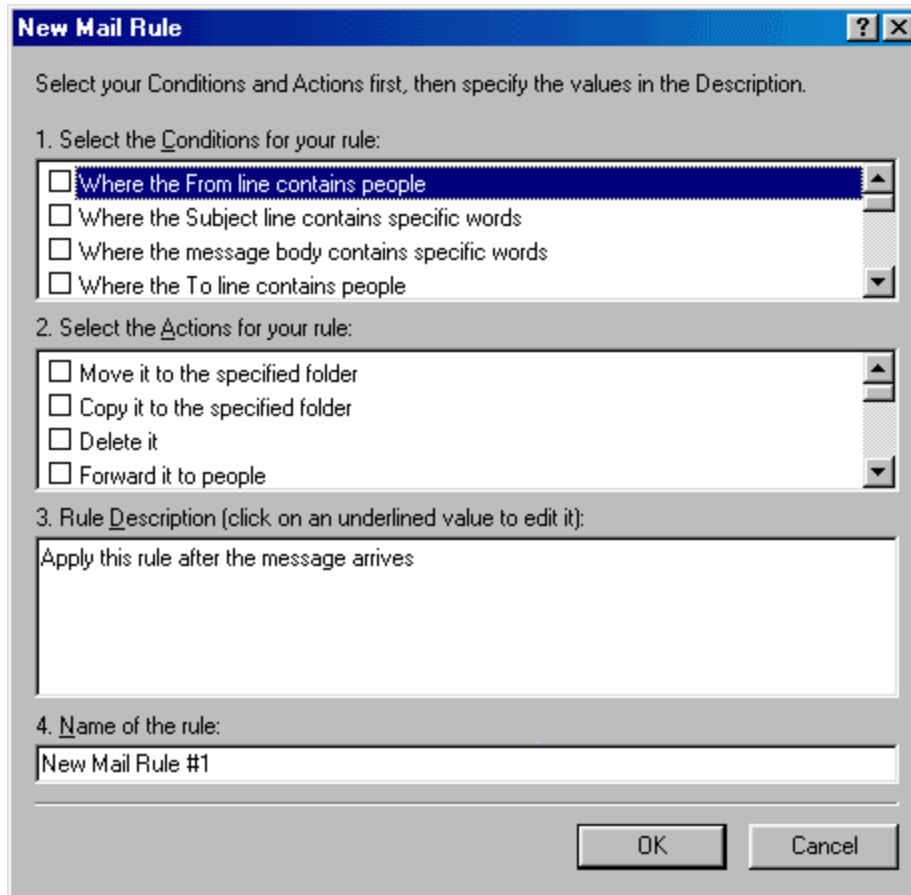 New Mail Rule
Select your Conditions and Actions first, then specify the values in the Description.
1. Select the Conditions for your rule:
Where the From line contains people
Where the Subject line contains specific words
Where the message body contains specific words
Where the To line contains people
2. Select the Actions for your rule:
Move it to the specified folder
Copy it to the specified folder
Delete it
Forward it to people
3. Rule Description (click on an underlined value to edit it):
Apply this rule after the message arrives
4. Name of the rule:
New Mail Rule #1
OK Cancel